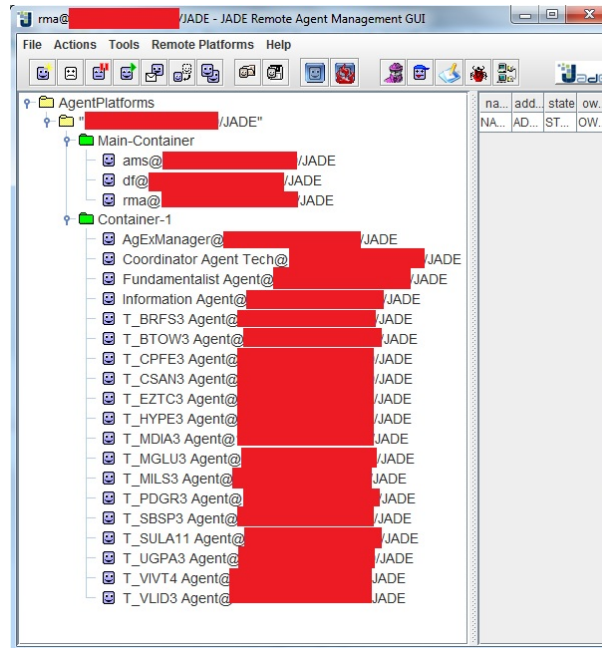 rma@ /JADE - JADE Remote Agent Management GUI
File Actions Tools Remote Platforms Help
Jade
AgentPlatforms
" /JADE"
Main-Container
ams@ /JADE
df@ /JADE
rma@ /JADE
Container-1
AgExManager@ /JADE
Coordinator Agent Tech@ /JADE
Fundamentalist Agent@ /JADE
Information Agent@ /JADE
T_BRFS3 Agent@ /JADE
T_BTOW3 Agent@ /JADE
T_CPFE3 Agent@ /JADE
T_CSAN3 Agent@ /JADE
T_EZTC3 Agent@ /JADE
T_HYPE3 Agent@ /JADE
T_MDIA3 Agent@ /JADE
T_MGLU3 Agent@ /JADE
T_MILS3 Agent@ JADE
T_PDGR3 Agent@ /JADE
T_SBSP3 Agent@ /JADE
T_SULA11 Agent@ /JADE
T_UGPA3 Agent@ /JADE
T_VIVT4 Agent@ JADE
T_VLID3 Agent@ JADE
na... add... state ow...
NA... AD... ST... OW...